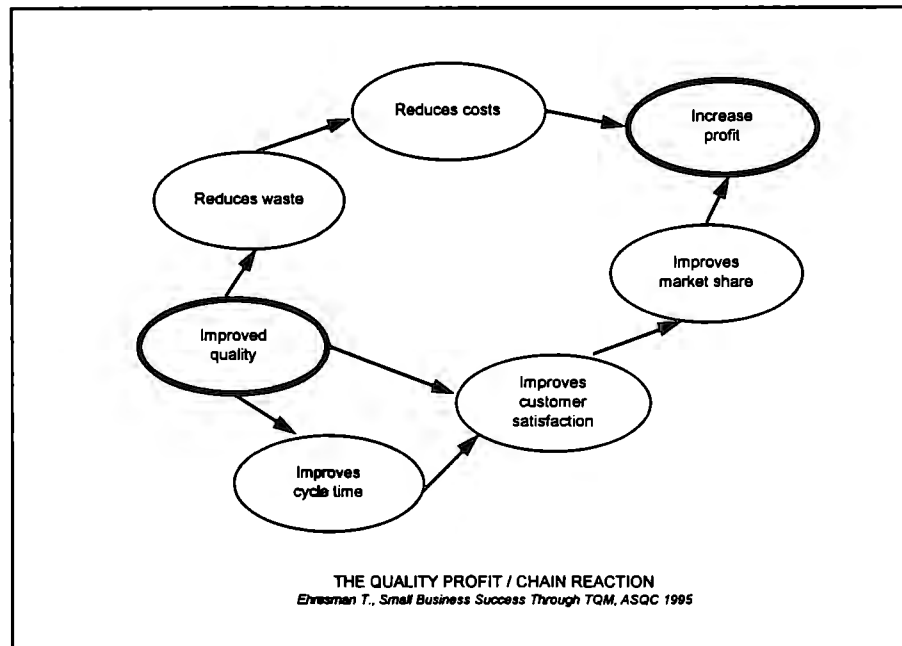 Reduces costs
Increase
profit
Reduces waste
Improves
market share
Improved
quality
Improves
customer
satisfaction
Improves
cycle time
THE QUALITY PROFIT / CHAIN REACTION
Ehresman T., Small Business Success Through TQM, ASQC 1995